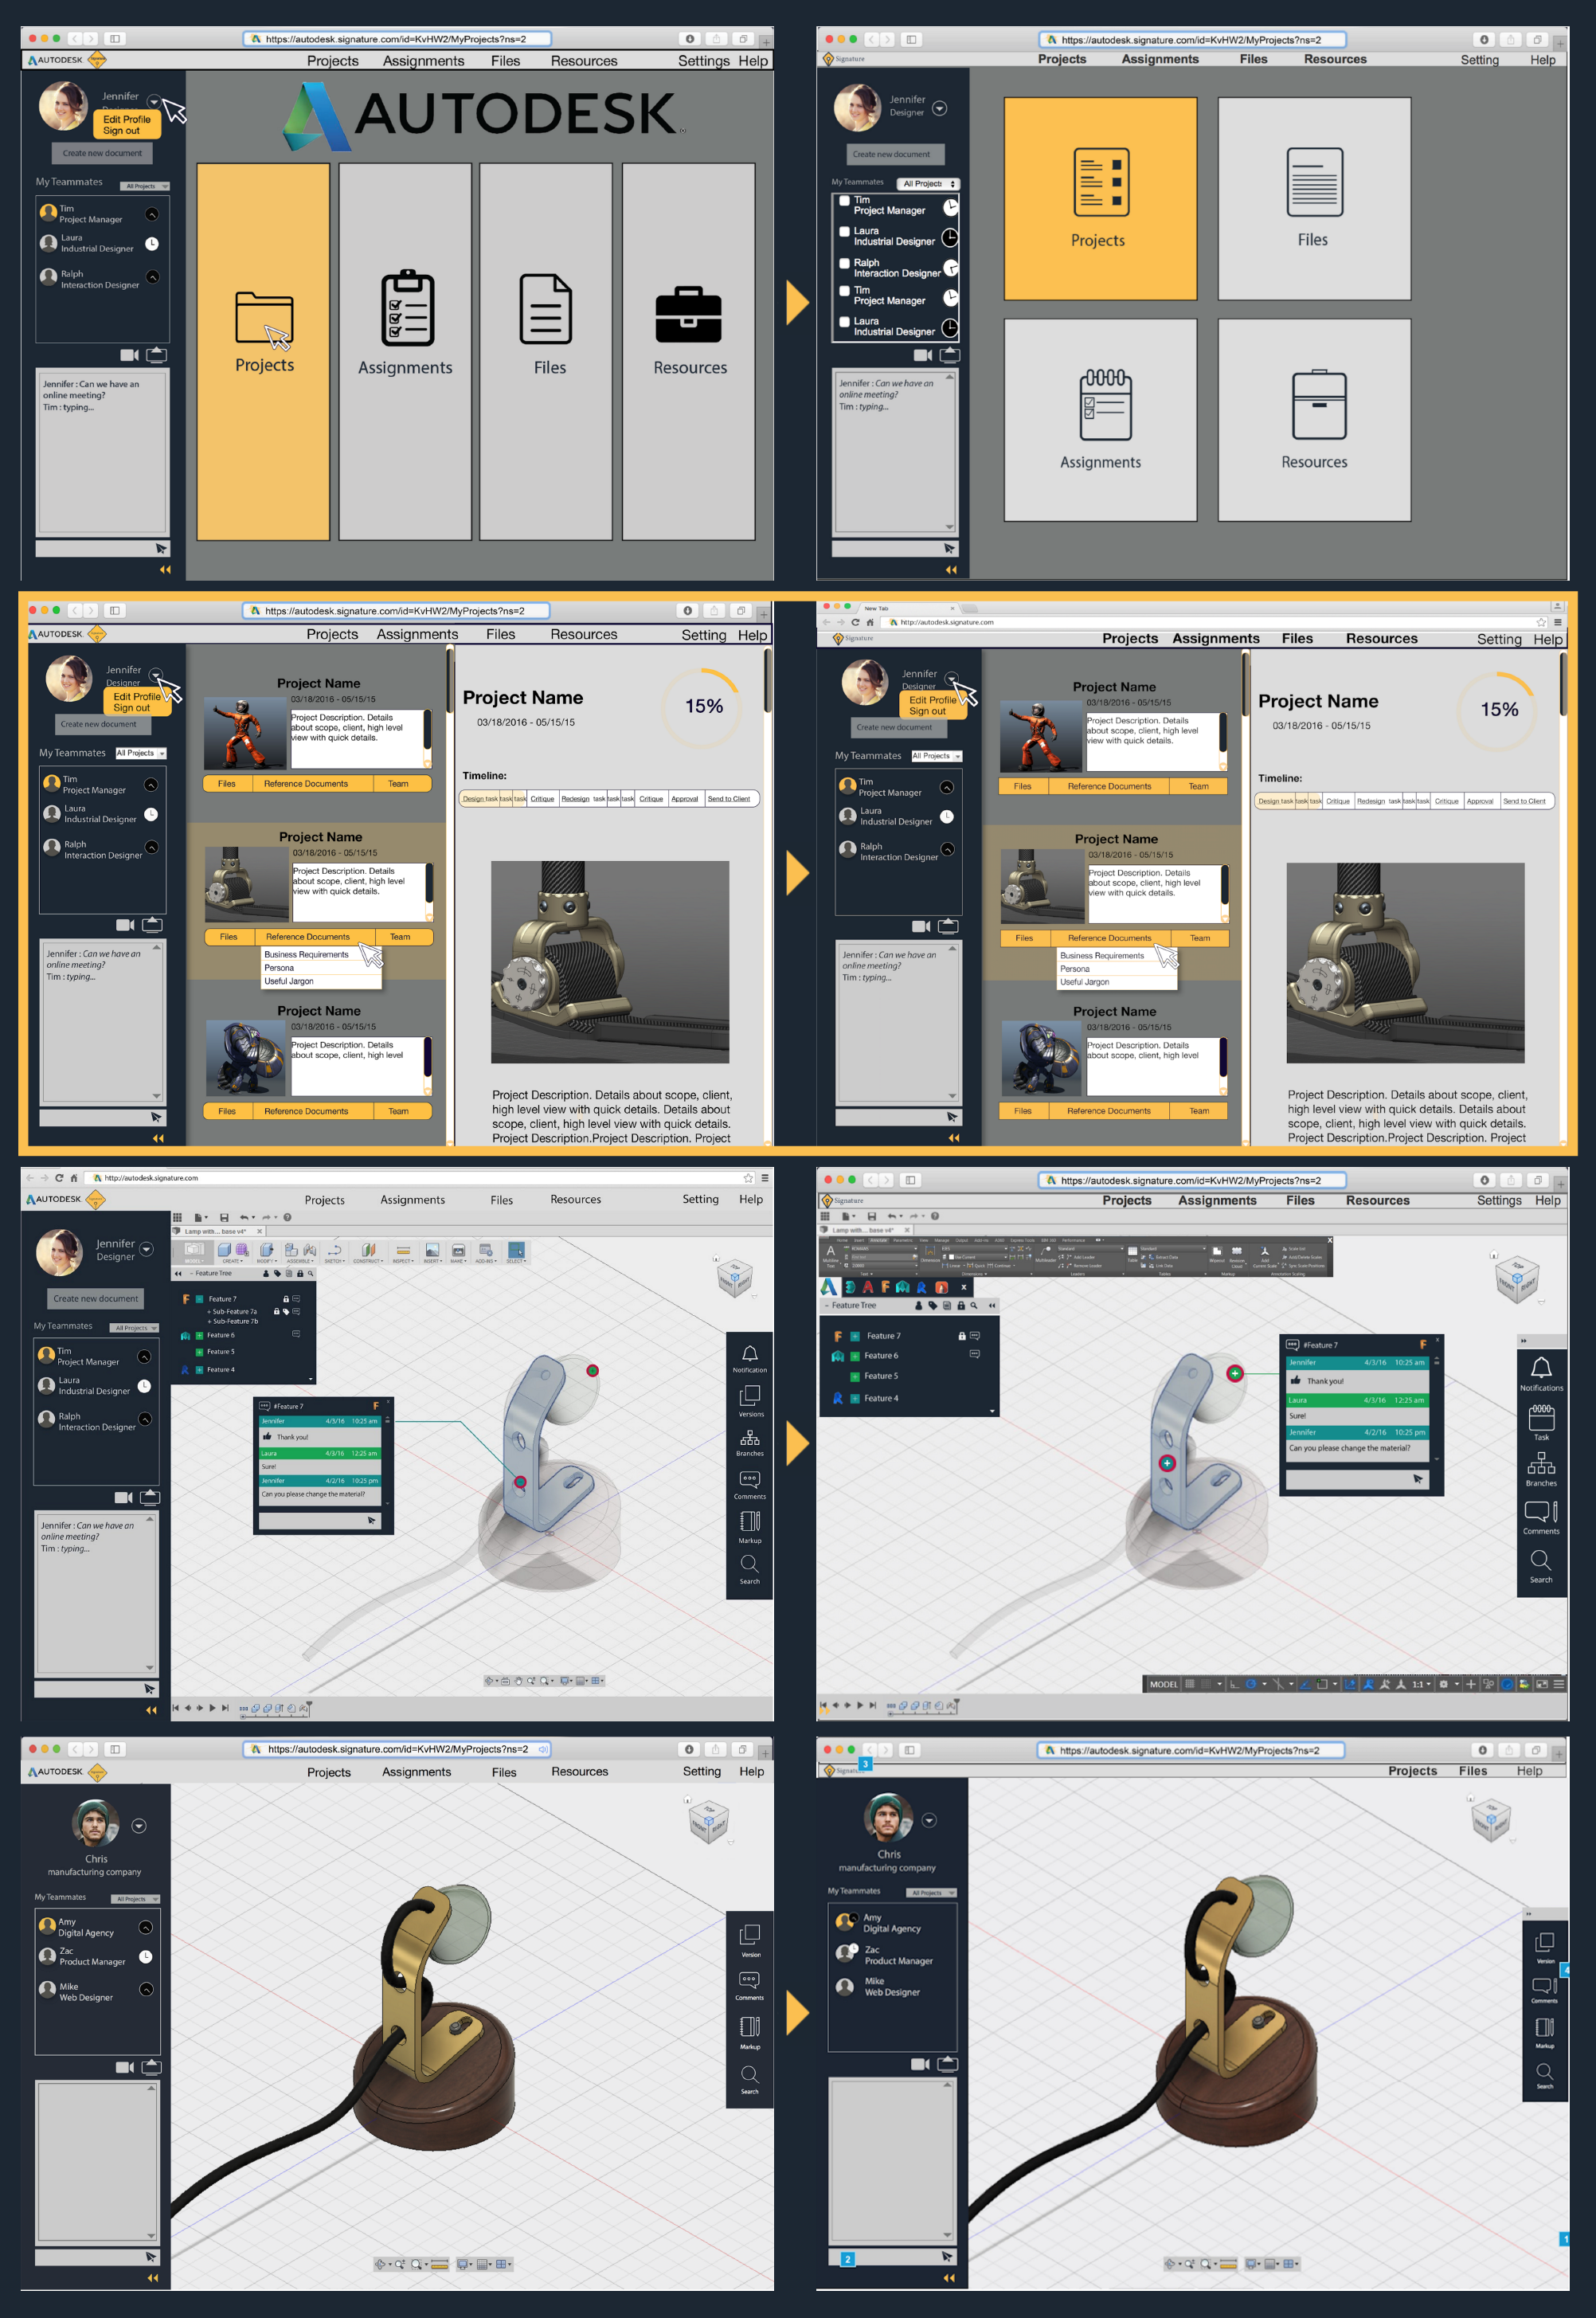 https://autodesk.signature.com/id=KvHW2/MyProjects?ns=2
AUTODESK
Projects Assignments Files Resources Settings Help
Jennifer
Edit Profile
Sign out
Create new document
My Teammates All Projects
Tim
Project Manager
Laura
Industrial Designer
Ralph
Interaction Designer
Jennifer : Can we have an
online meeting?
Tim : typing...
AUTODESK
Projects
Assignments
Files
Resources
https://autodesk.signature.com/id=KvHW2/MyProjects?ns=2
Signature
Projects Assignments Files Resources Setting Help
Jennifer
Designer
Create new document
My Teammates All Projects
Tim
Project Manager
Laura
Industrial Designer
Ralph
Interaction Designer
Tim
Project Manager
Laura
Industrial Designer
Jennifer : Can we have an
online meeting?
Tim : typing...
Projects
Files
Assignments
Resources
https://autodesk.signature.com/id=KvHW2/MyProjects?ns=2
AUTODESK
Projects Assignments Files Resources Setting Help
Jennifer
Designer
Edit Profile
Sign out
Create new document
My Teammates All Projects
Tim
Project Manager
Laura
Industrial Designer
Ralph
Interaction Designer
Jennifer : Can we have an
online meeting?
Tim : typing...
Project Name
03/18/2016 - 05/15/15
Project Description. Details
about scope, client, high level
view with quick details.
Files Reference Documents Team
Project Name
03/18/2016 - 05/15/15
Project Description. Details
about scope, client, high level
view with quick details.
Files Reference Documents Team
Business Requirements
Persona
Useful Jargon
Project Name
03/18/2016 - 05/15/15
Project Description. Details
about scope, client, high level
Files Reference Documents Team
Project Name
03/18/2016 - 05/15/15
15%
Timeline:
Design task task task Critique Redesign task task task Critique Approval Send to Client
Project Description. Details about scope, client,
high level view with quick details. Details about
scope, client, high level view with quick details.
Project Description.Project Description. Project
New Tab
http://autodesk.signature.com
Signature
Projects Assignments Files Resources Setting Help
Jennifer
Designer
Edit Profile
Sign out
Create new document
My Teammates All Projects
Tim
Project Manager
Laura
Industrial Designer
Ralph
Interaction Designer
Jennifer : Can we have an
online meeting?
Tim : typing...
Project Name
03/18/2016 - 05/15/15
Project Description. Details
about scope, client, high level
view with quick details.
Files Reference Documents Team
Project Name
03/18/2016 - 05/15/15
Project Description. Details
about scope, client, high level
view with quick details.
Files Reference Documents Team
Business Requirements
Persona
Useful Jargon
Project Name
03/18/2016 - 05/15/15
Project Description. Details
about scope, client, high level
Files Reference Documents Team
Project Name
03/18/2016 - 05/15/15
15%
Timeline:
Design task task task Critique Redesign task task task Critique Approval Send to Client
Project Description. Details about scope, client,
high level view with quick details. Details about
scope, client, high level view with quick details.
Project Description.Project Description. Project
http://autodesk.signature.com
AUTODESK
Projects Assignments Files Resources Setting Help
Jennifer
Designer
Create new document
My Teammates All Projects
Tim
Project Manager
Laura
Industrial Designer
Ralph
Interaction Designer
Jennifer : Can we have an
online meeting?
Tim : typing...
Lamp with... base v4*
MODEL CREATE MODIFY ASSEMBLE SKETCH CONSTRUCT INSPECT INSERT MAKE ADD-INS SELECT
- Feature Tree
Feature 7
+ Sub-Feature 7a
+ Sub-Feature 7b
Feature 6
Feature 5
Feature 4
#Feature 7
Jennifer 4/3/16 10:25 am
Thank you!
Laura 4/3/16 12:25 am
Sure!
Jennifer 4/2/16 10:25 pm
Can you please change the material?
TOP
FRONT RIGHT
Notification
Versions
Branches
Comments
Markup
Search
https://autodesk.signature.com/id=KvHW2/MyProjects?ns=2
Signature
Projects Assignments Files Resources Settings Help
Lamp with... base v4*
- Feature Tree
Feature 7
Feature 6
Feature 5
Feature 4
#Feature 7
Jennifer 4/3/16 10:25 am
Thank you!
Laura 4/3/16 12:25 am
Sure!
Jennifer 4/2/16 10:25 pm
Can you please change the material?
TOP
FRONT RIGHT
Notifications
Task
Branches
Comments
Search
MODEL 1:1
https://autodesk.signature.com/id=KvHW2/MyProjects?ns=2
AUTODESK
Projects Assignments Files Resources Setting Help
Chris
manufacturing company
My Teammates All Projects
Amy
Digital Agency
Zac
Product Manager
Mike
Web Designer
TOP
FRONT RIGHT
Version
Comments
Markup
Search
https://autodesk.signature.com/id=KvHW2/MyProjects?ns=2
3
Projects Files Help
Chris
manufacturing company
My Teammates All Projects
Amy
Digital Agency
Zac
Product Manager
Mike
Web Designer
TOP
FRONT RIGHT
Version
4
Comments
Markup
Search
1
2